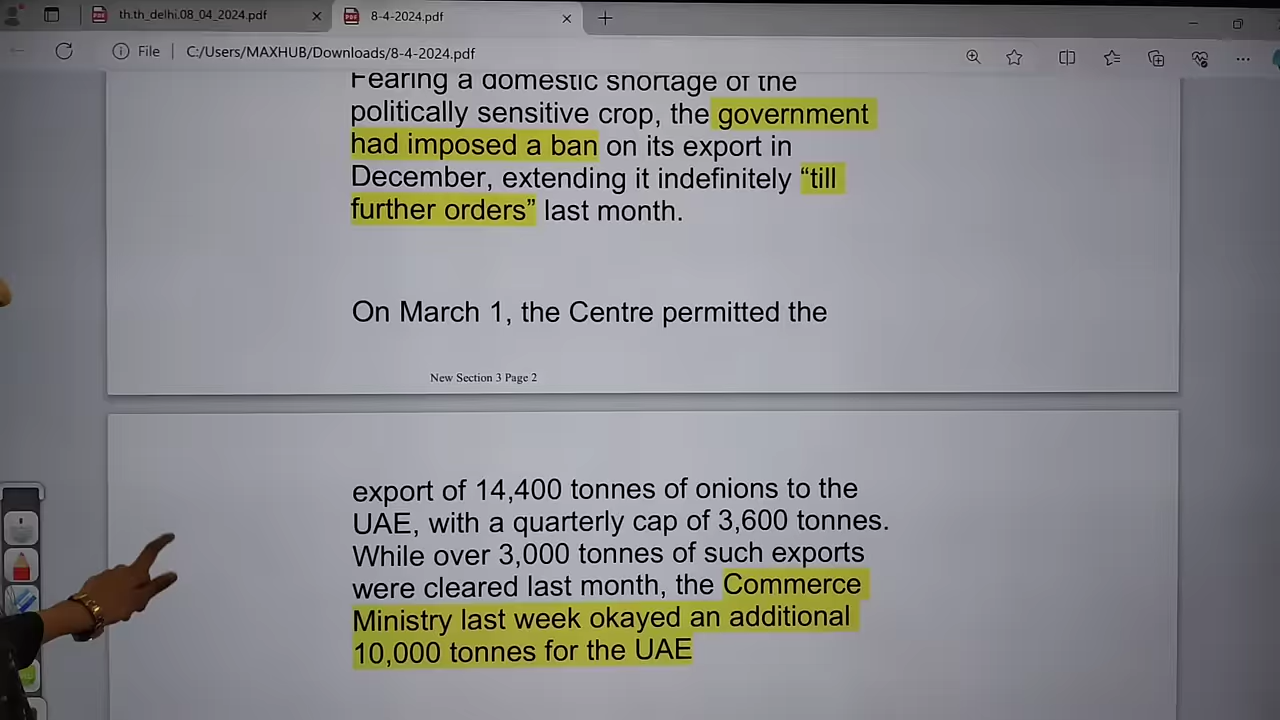 th.th_delhi.08_04_2024.pdf
8-4-2024.pdf
File
C:/Users/MAXHUB/Downloads/8-4-2024.pdf
Fearing a domestic shortage of the
politically sensitive crop, the government
had imposed a ban on its export in
December, extending it indefinitely “till
further orders” last month.
On March 1, the Centre permitted the
New Section 3 Page 2
export of 14,400 tonnes of onions to the
UAE, with a quarterly cap of 3,600 tonnes.
While over 3,000 tonnes of such exports
were cleared last month, the Commerce
Ministry last week okayed an additional
10,000 tonnes for the UAE